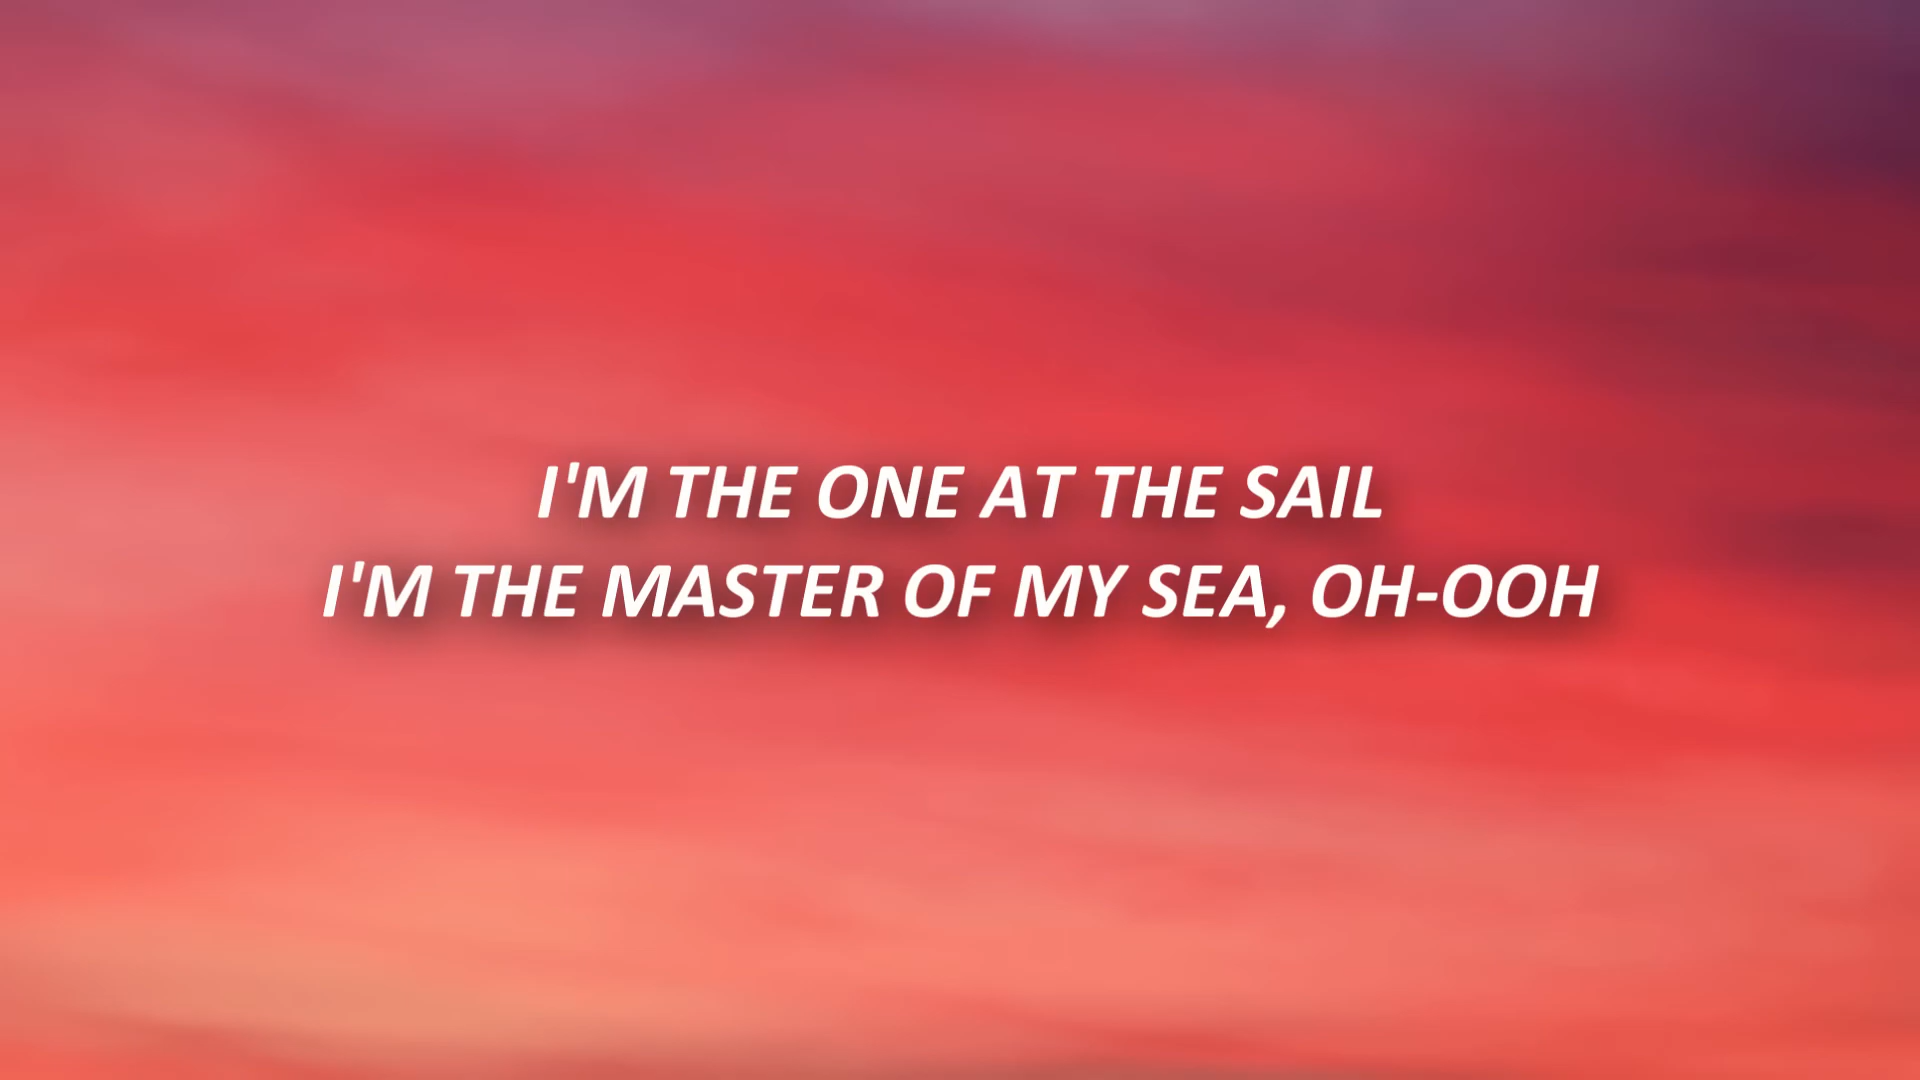 I'M THE ONE AT THE SAIL
I'M THE MASTER OF MY SEA, OH-OOH